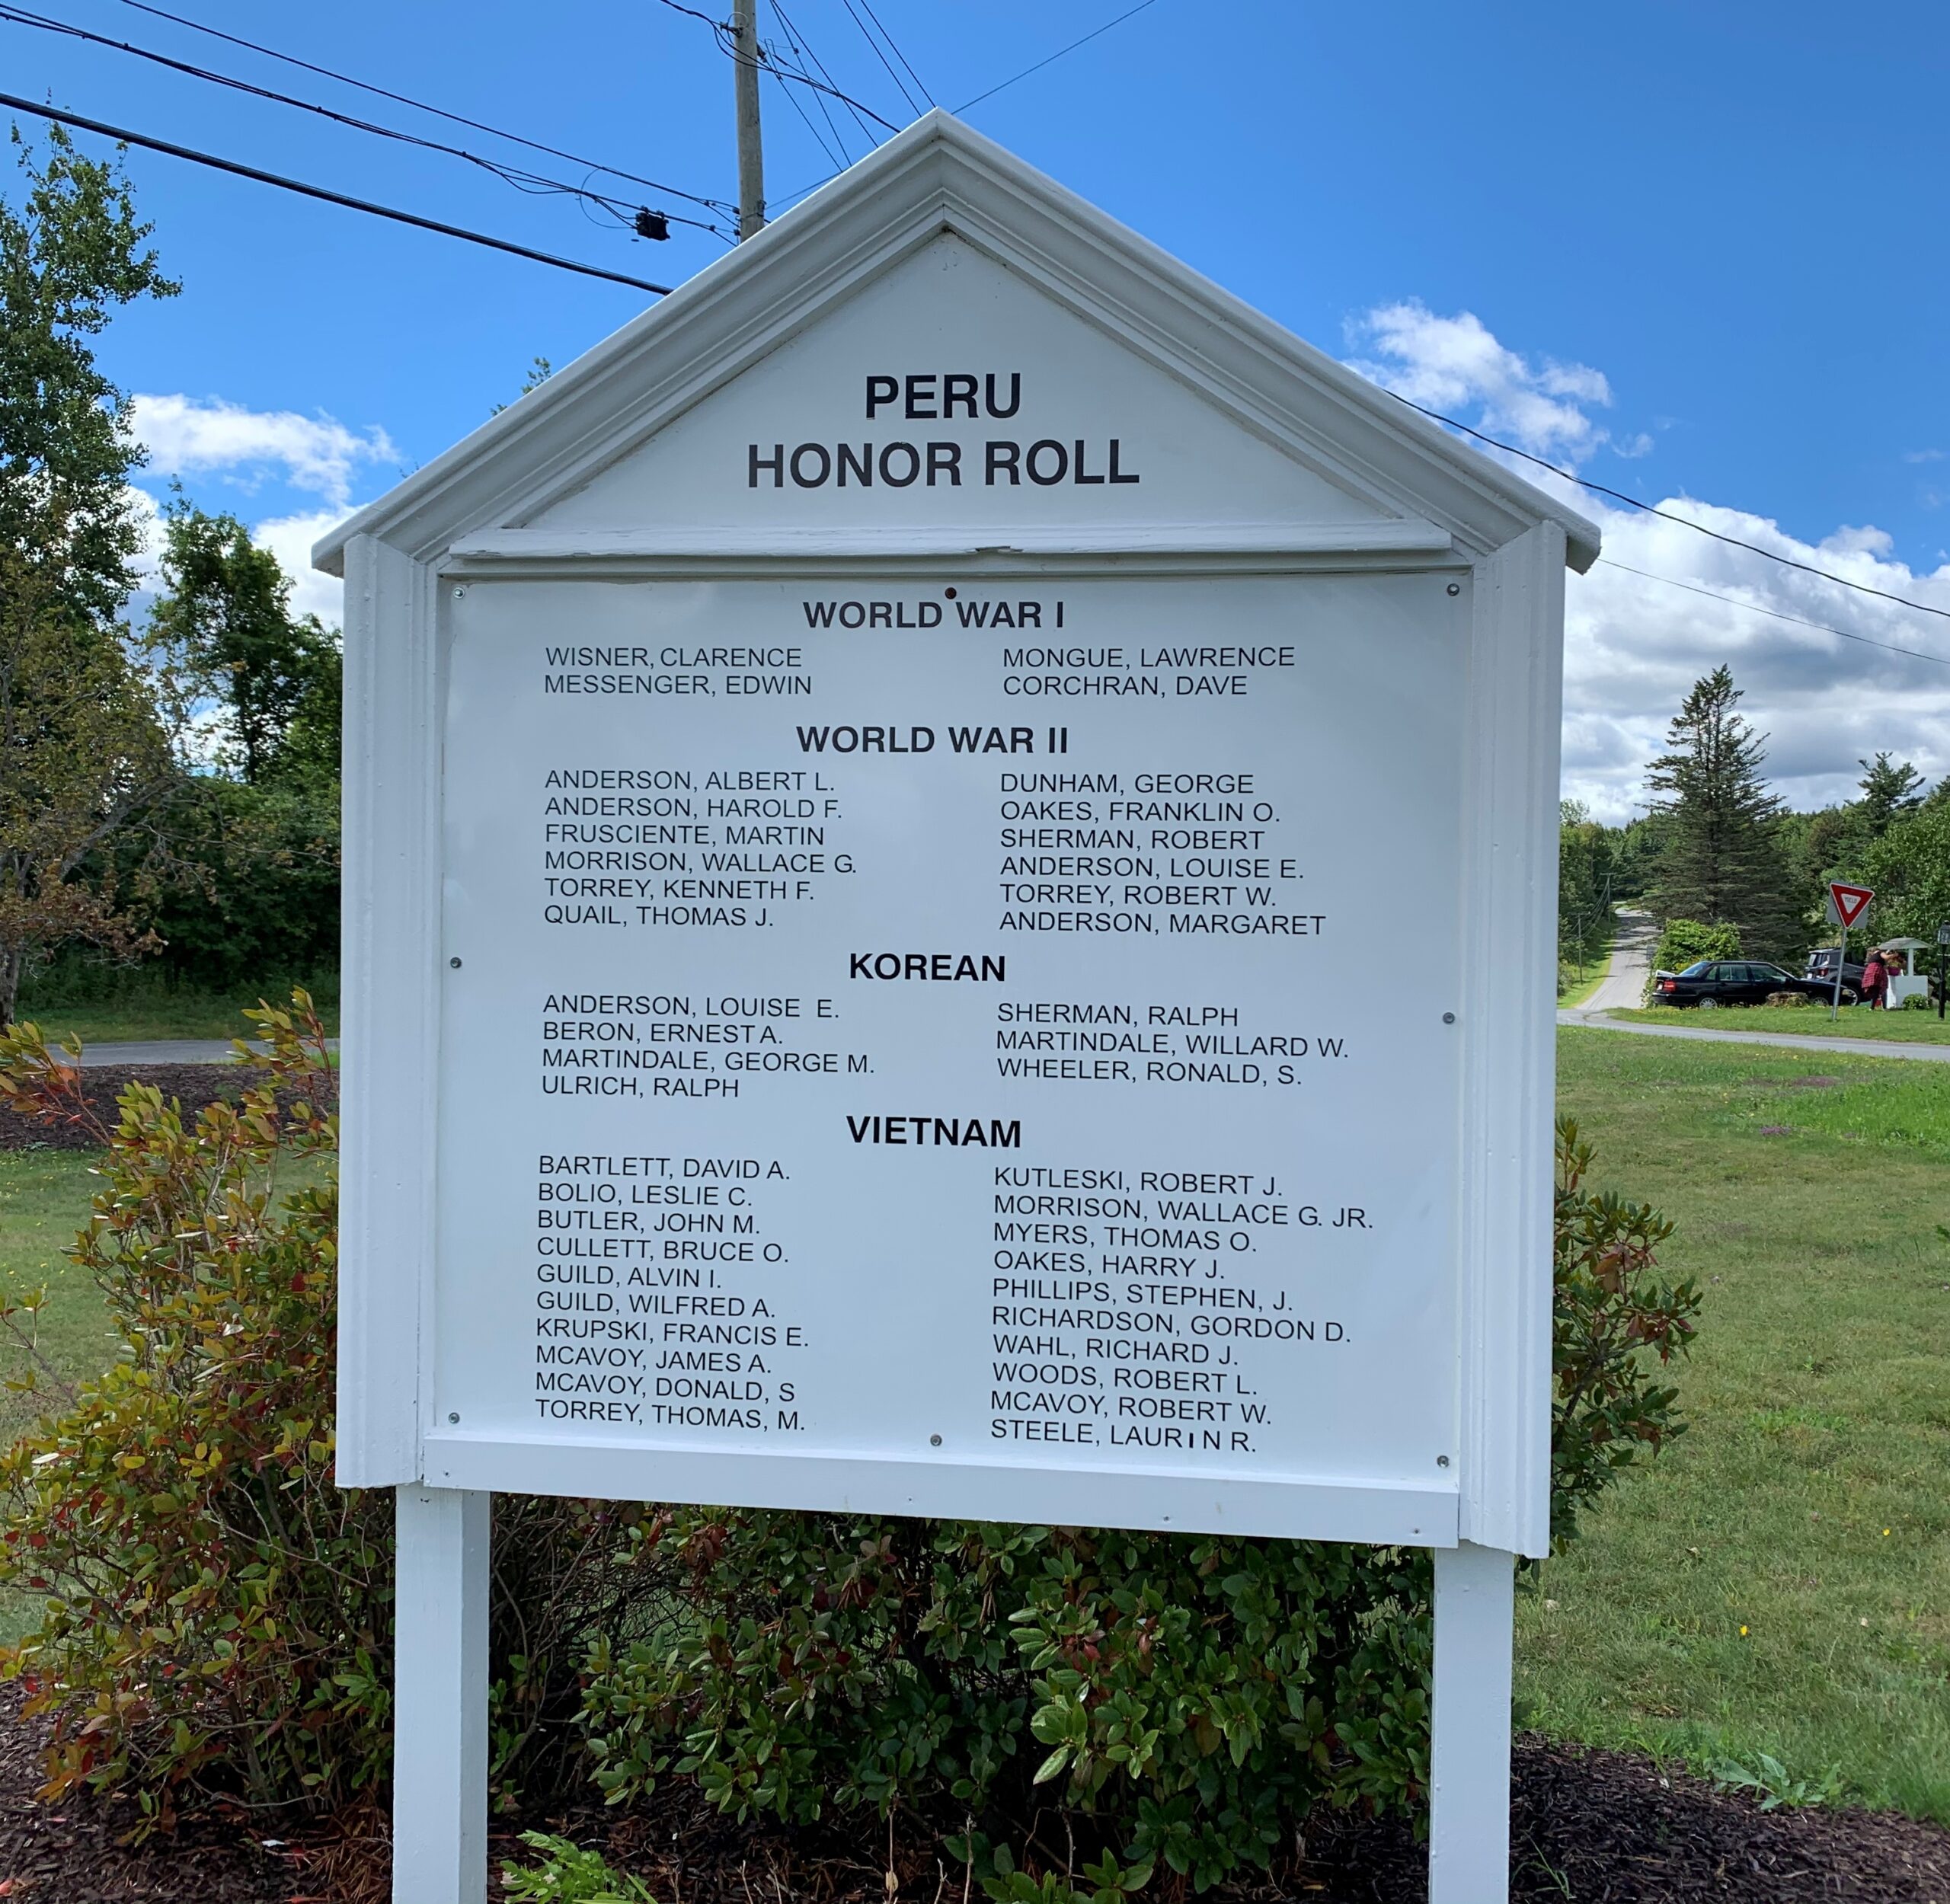 PERU
HONOR ROLL
WORLD WAR I
WISNER, CLARENCE
MESSENGER, EDWIN
MONGUE, LAWRENCE
CORCHRAN, DAVE
WORLD WAR II
ANDERSON, ALBERT L.
ANDERSON, HAROLD F.
FRUSCIENTE, MARTIN
MORRISON, WALLACE G.
TORREY, KENNETH F.
QUAIL, THOMAS J.
DUNHAM, GEORGE
OAKES, FRANKLIN O.
SHERMAN, ROBERT
ANDERSON, LOUISE E.
TORREY, ROBERT W.
ANDERSON, MARGARET
KOREAN
ANDERSON, LOUISE E.
BERON, ERNEST A.
MARTINDALE, GEORGE M.
ULRICH, RALPH
SHERMAN, RALPH
MARTINDALE, WILLARD W.
WHEELER, RONALD, S.
VIETNAM
BARTLETT, DAVID A.
BOLIO, LESLIE C.
BUTLER, JOHN M.
CULLETT, BRUCE O.
GUILD, ALVIN I.
GUILD, WILFRED A.
KRUPSKI, FRANCIS E.
MCAVOY, JAMES A.
MCAVOY, DONALD, S
TORREY, THOMAS, M.
KUTLESKI, ROBERT J.
MORRISON, WALLACE G. JR.
MYERS, THOMAS O.
OAKES, HARRY J.
PHILLIPS, STEPHEN, J.
RICHARDSON, GORDON D.
WAHL, RICHARD J.
WOODS, ROBERT L.
MCAVOY, ROBERT W.
STEELE, LAURIN R.
YIELD